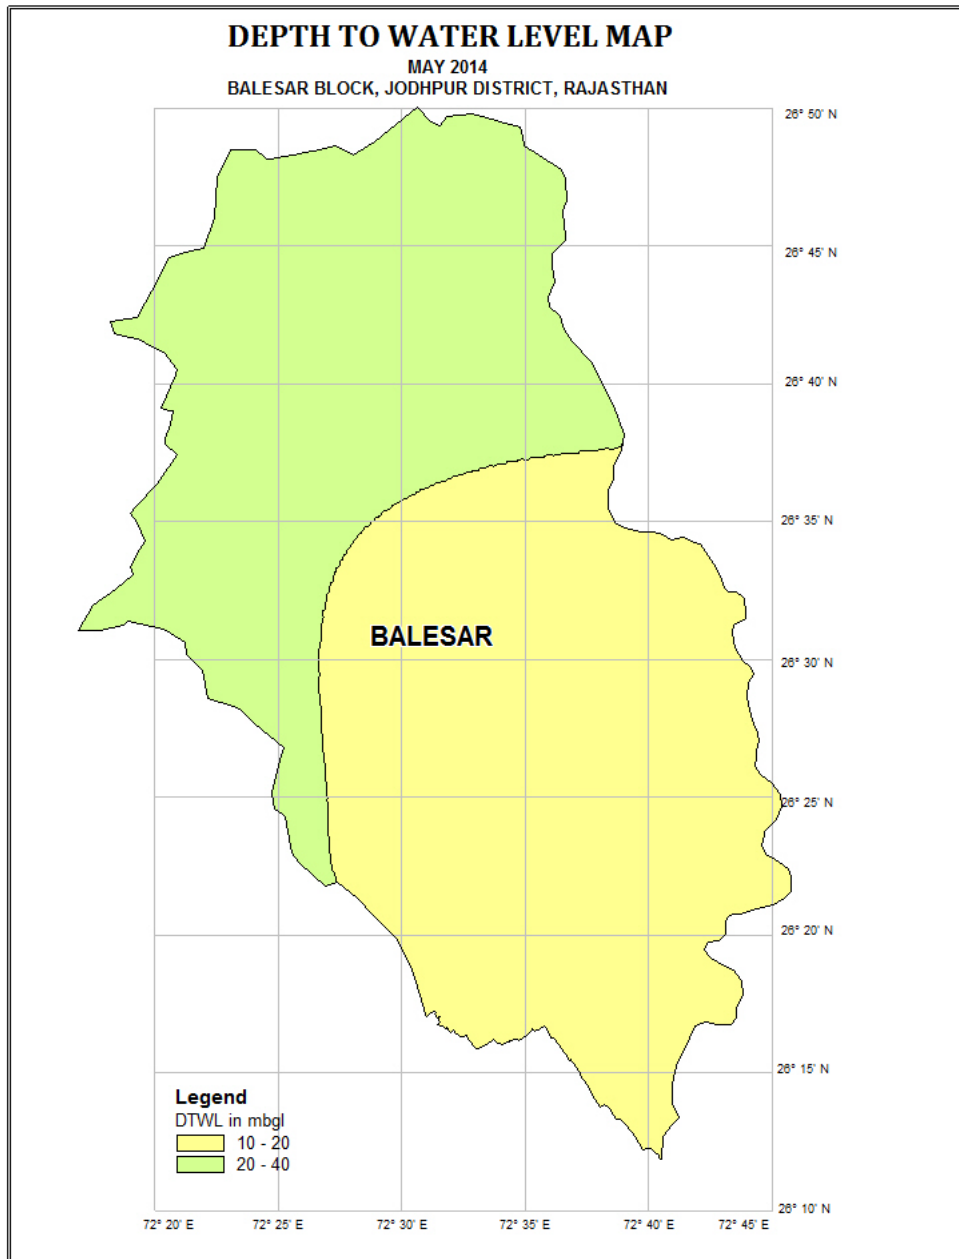 DEPTH TO WATER LEVEL MAP
MAY 2014
BALESAR BLOCK, JODHPUR DISTRICT, RAJASTHAN
26° 50' N
26° 45' N
26° 40' N
26° 35' N
BALESAR
26° 30' N
26° 25' N
26° 20' N
26° 15' N
Legend
DTWL in mbgl
10 - 20
20 - 40
26° 10' N
72° 20' E 72° 25' E 72° 30' E 72° 35' E 72° 40' E 72° 45' E